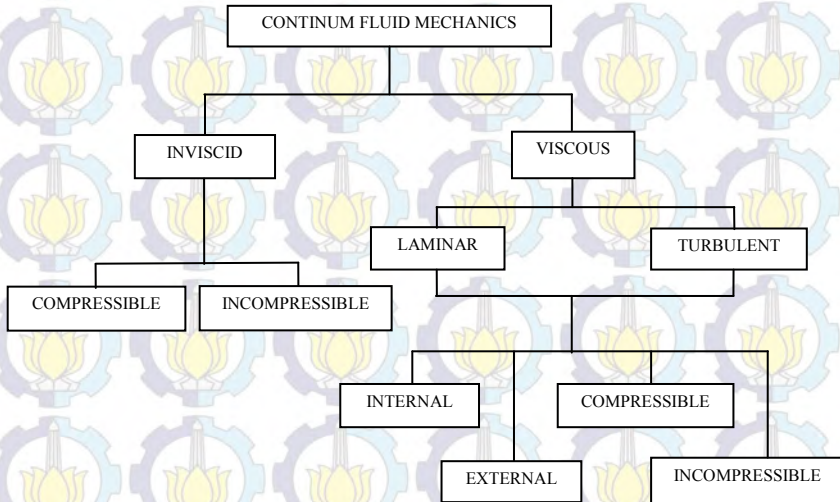 CONTINUM FLUID MECHANICS
INVISCID
VISCOUS
LAMINAR
TURBULENT
COMPRESSIBLE
INCOMPRESSIBLE
INTERNAL
COMPRESSIBLE
EXTERNAL
INCOMPRESSIBLE